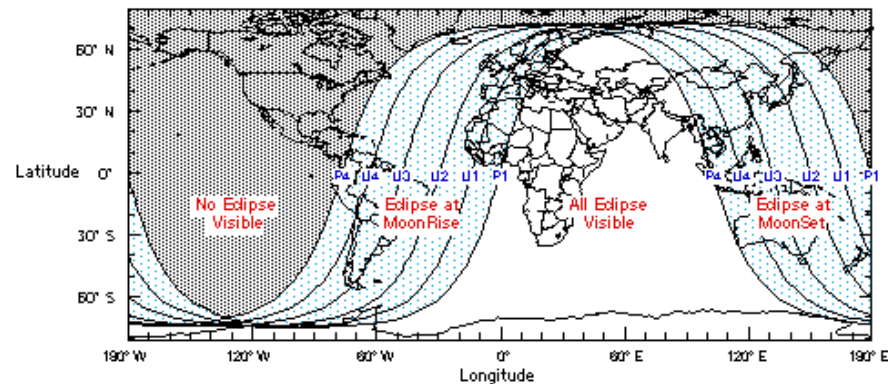 60° N
30° N
Latitude 0° P4 U4 U3 U2 U1 P1 P4 U4 U3 U2 U1 P1
No Eclipse Eclipse at All Eclipse Eclipse at
Visible MoonRise Visible MoonSet
30° S
60° S
180° W 120° W 60° W 0° 60° E 120° E 180° E
Longitude